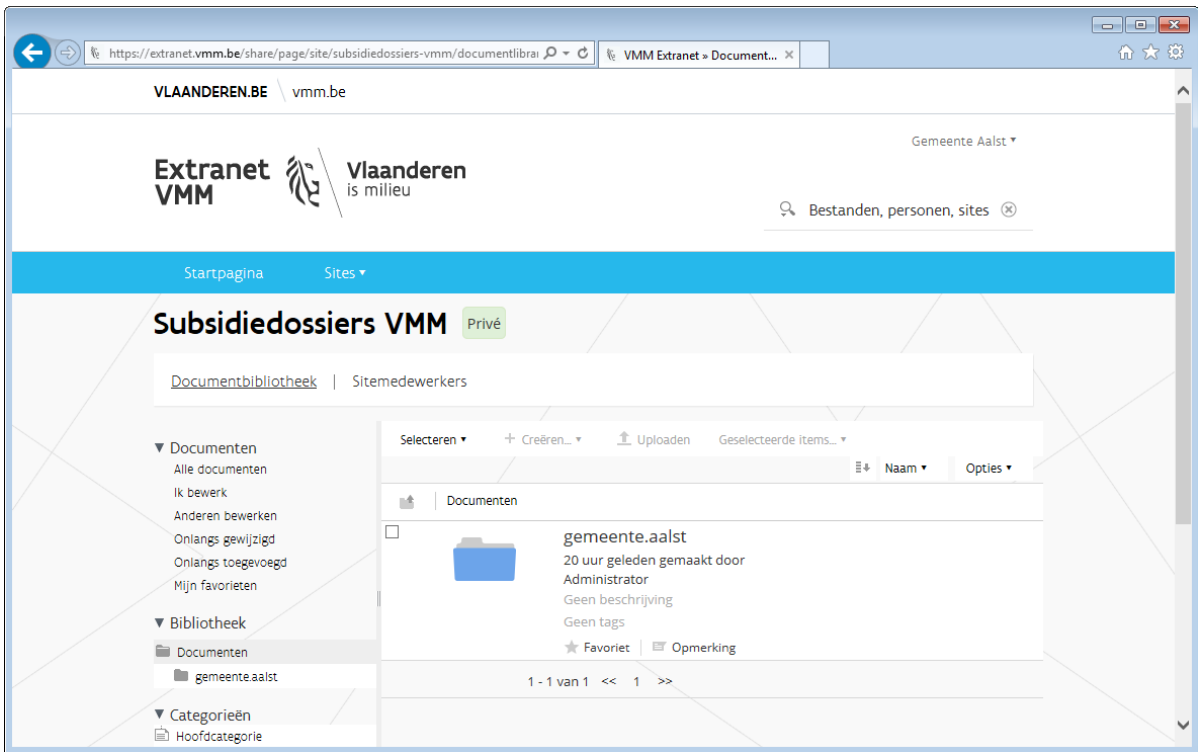 https://extranet.vmm.be/share/page/site/subsidiedossiers-vmm/documentlibrar
VMM Extranet » Document...
VLAANDEREN.BE vmm.be
Gemeente Aalst
Extranet VMM
Vlaanderen
is milieu
Bestanden, personen, sites
Startpagina Sites
Subsidiedossiers VMM Privé
Documentbibliotheek | Sitemedewerkers
Documenten
Alle documenten
Ik bewerk
Anderen bewerken
Onlangs gewijzigd
Onlangs toegevoegd
Mijn favorieten
Bibliotheek
Documenten
gemeente.aalst
Categorieën
Hoofdcategorie
Selecteren + Creëren... Uploaden Geselecteerde items...
Naam Opties
Documenten
gemeente.aalst
20 uur geleden gemaakt door
Administrator
Geen beschrijving
Geen tags
Favoriet Opmerking
1 - 1 van 1 << 1 >>